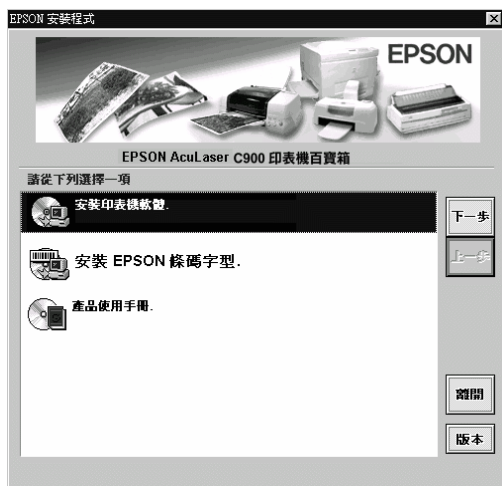 EPSON 安裝程式
EPSON
EPSON AcuLaser C900 印表機百寶箱
請從下列選擇一項
安裝印表機軟體.
下一步
上一步
安裝 EPSON 條碼字型.
產品使用手冊.
離開
版本